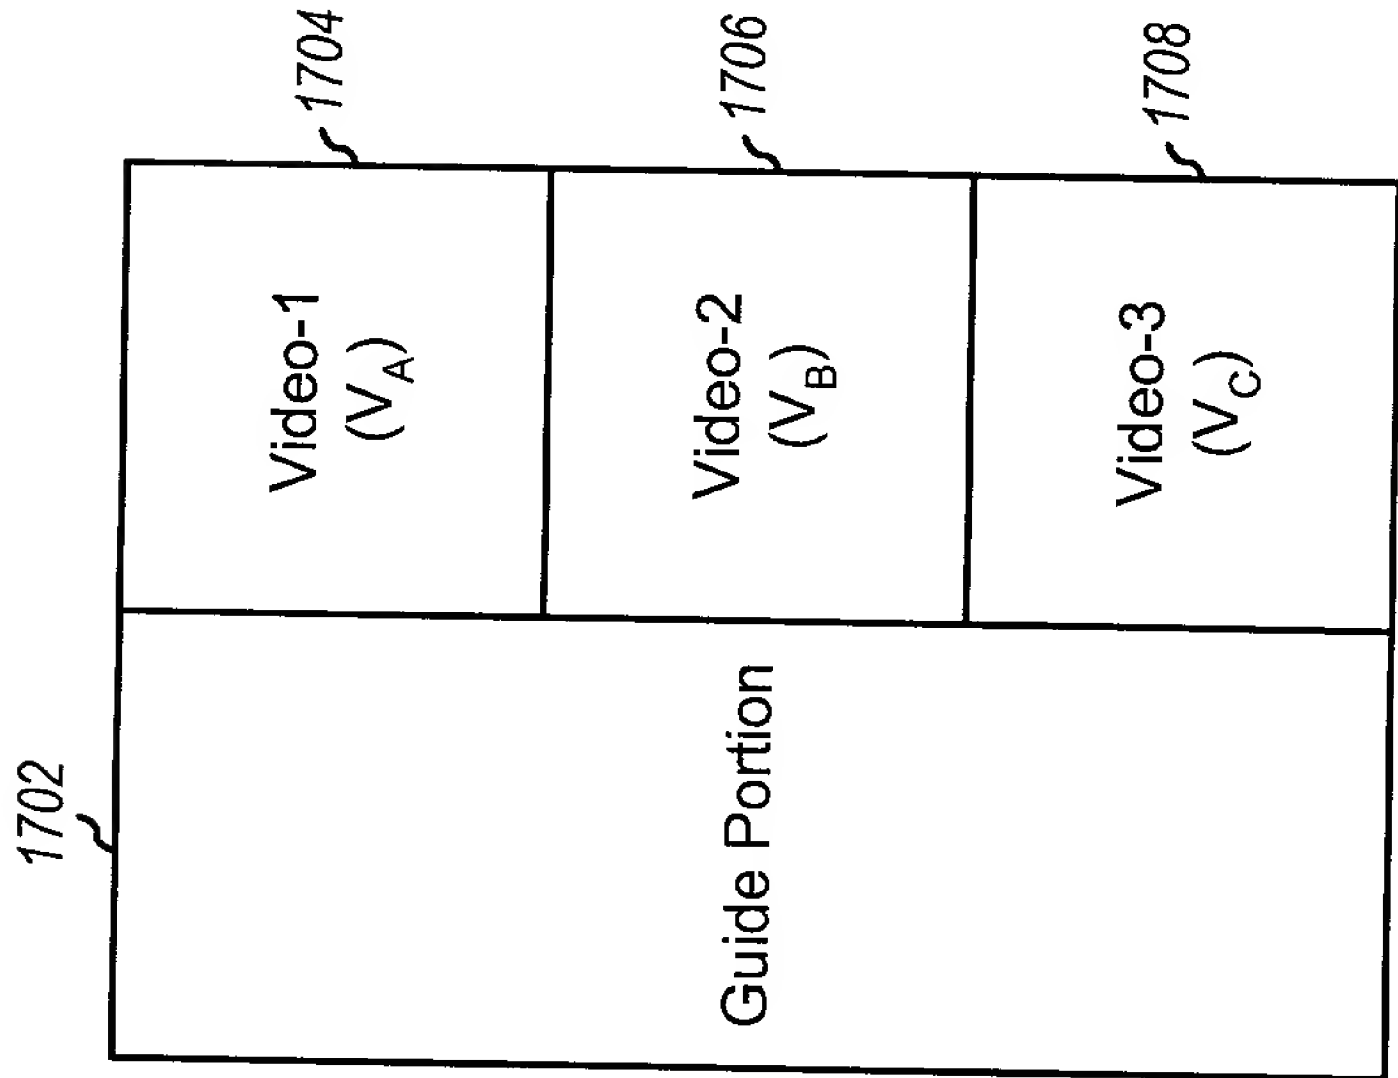 1702
Guide Portion
Video-1
(V_A)
1704
Video-2
(V_B)
1706
Video-3
(V_C)
1708